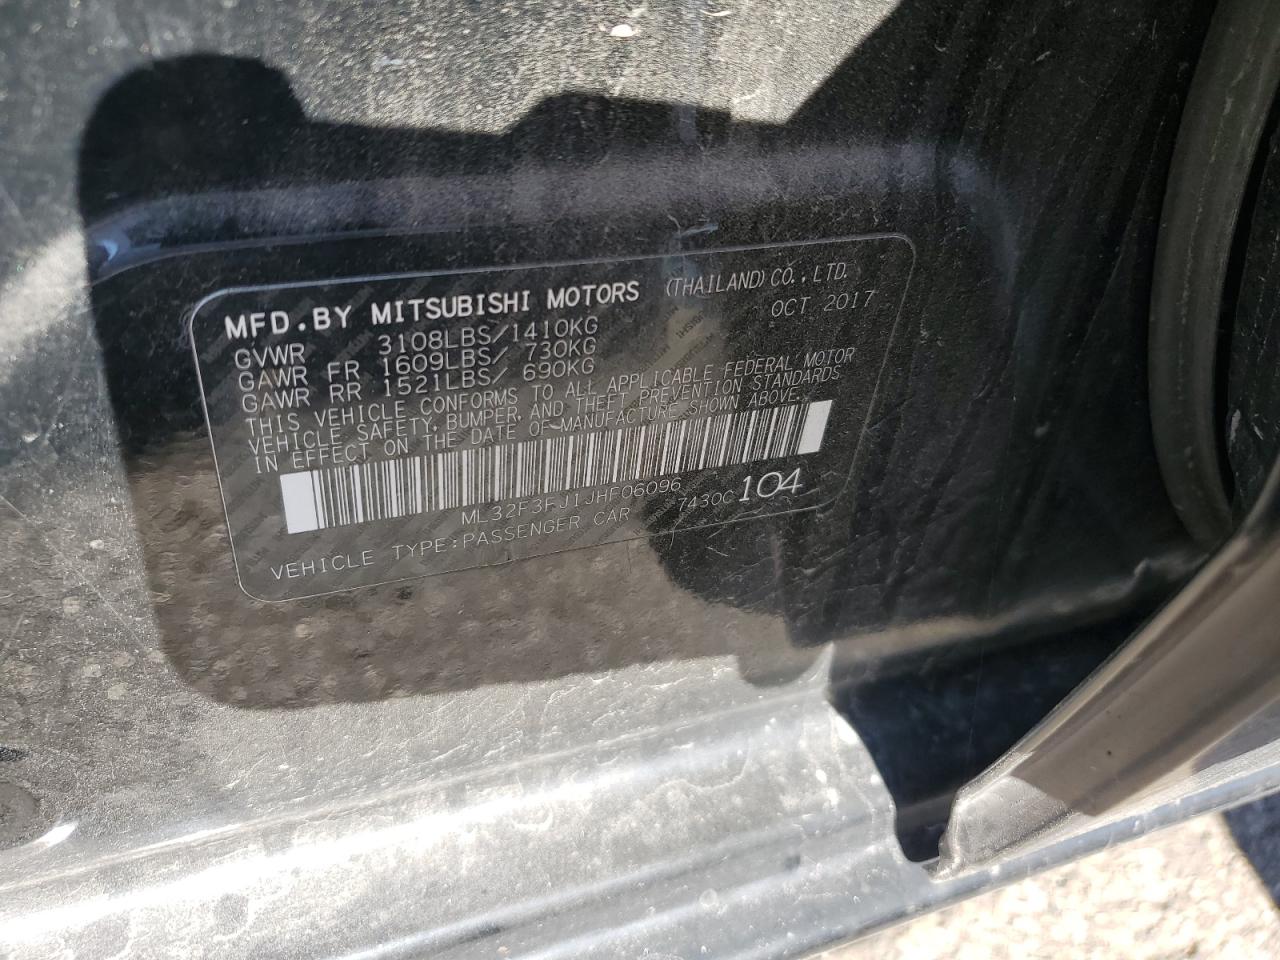 MFD.BY MITSUBISHI MOTORS (THAILAND) CO., LTD.
OCT 2017
GVWR 3108LBS/1410KG
GAWR FR 1609LBS/ 730KG
GAWR RR 1521LBS/ 690KG
THIS VEHICLE CONFORMS TO ALL APPLICABLE FEDERAL MOTOR
VEHICLE SAFETY, BUMPER, AND THEFT PREVENTION STANDARDS
IN EFFECT ON THE DATE OF MANUFACTURE SHOWN ABOVE.
ML32F3FJ1JHF06096
VEHICLE TYPE:PASSENGER CAR 7430C 104